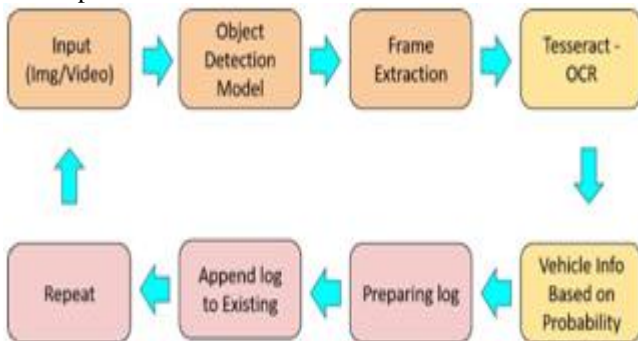 Input
(Img/Video)
Object
Detection
Model
Frame
Extraction
Tesseract -
OCR
Vehicle Info
Based on
Probability
Preparing log
Append log
to Existing
Repeat